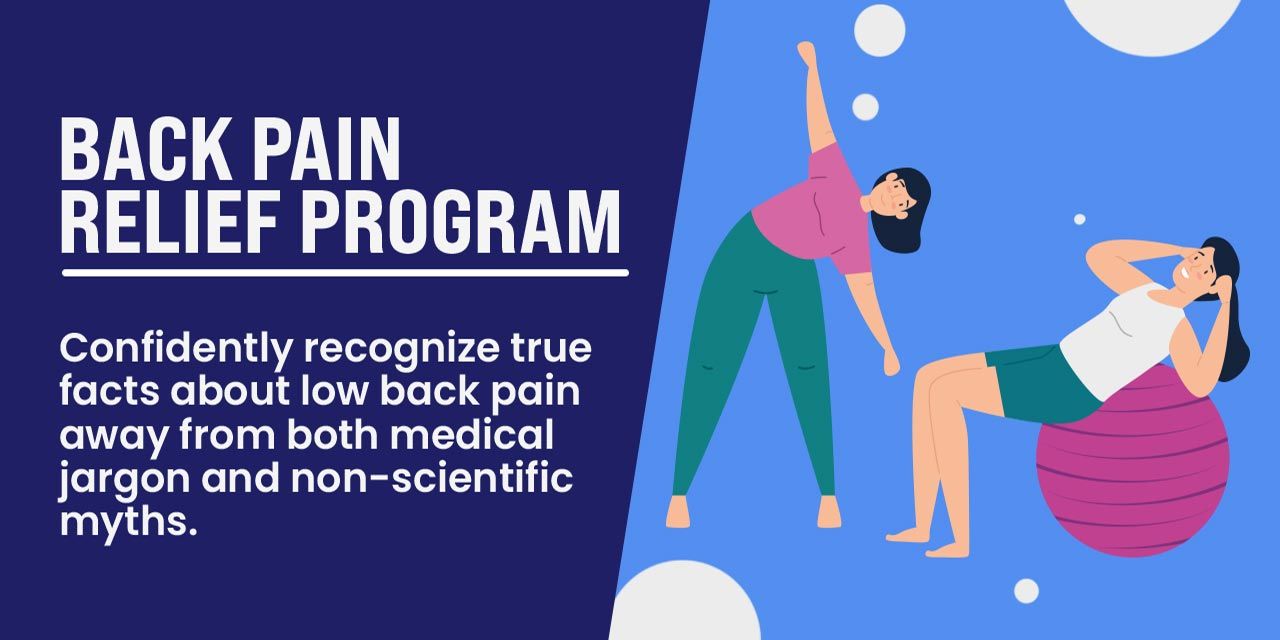 BACK PAIN
RELIEF PROGRAM
Confidently recognize true
facts about low back pain
away from both medical
jargon and non-scientific
myths.